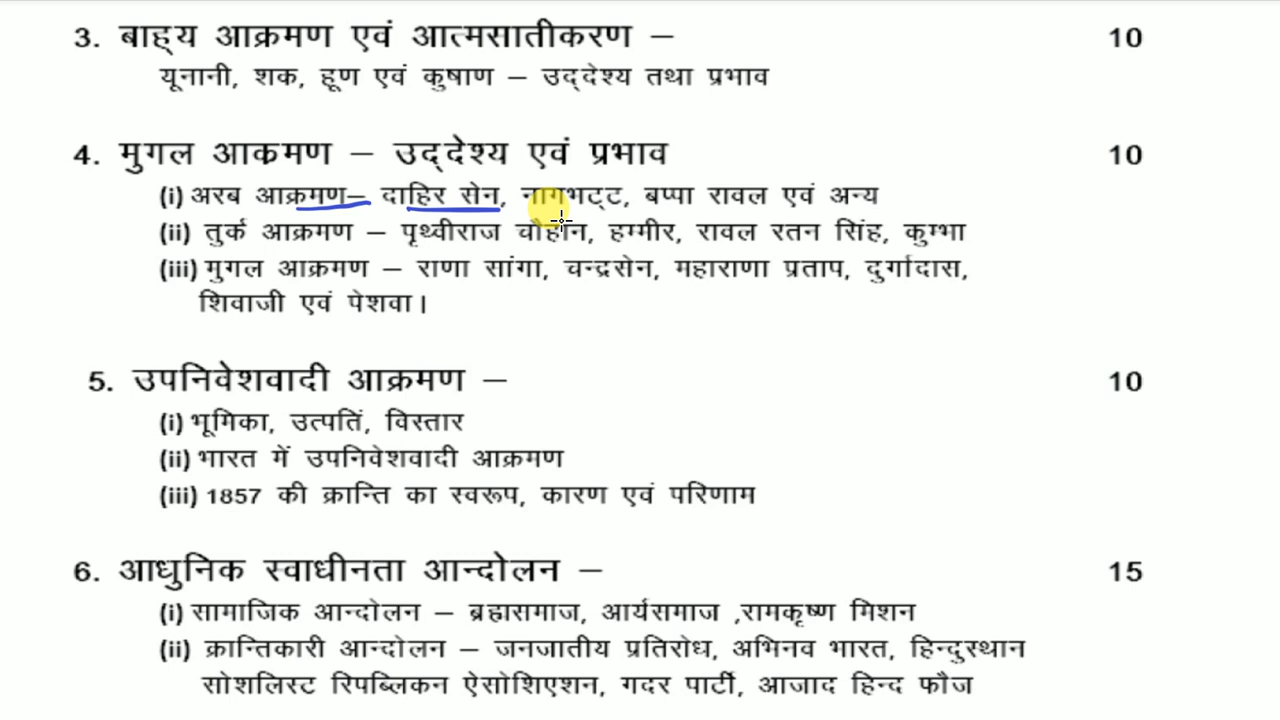 3. बाह्य आक्रमण एवं आत्मसातीकरण – 10
यूनानी, शक, हूण एवं कुषाण – उद्देश्य तथा प्रभाव
4. मुगल आकमण – उद्देश्य एवं प्रभाव 10
(i) अरब आक्रमण– दाहिर सेन, नागभट्ट, बप्पा रावल एवं अन्य
(ii) तुर्क आक्रमण – पृथ्वीराज चौहान, हम्मीर, रावल रतन सिंह, कुम्भा
(iii) मुगल आक्रमण – राणा सांगा, चन्द्रसेन, महाराणा प्रताप, दुर्गादास,
शिवाजी एवं पेशवा।
5. उपनिवेशवादी आक्रमण – 10
(i) भूमिका, उत्पतिं, विस्तार
(ii) भारत में उपनिवेशवादी आक्रमण
(iii) 1857 की क्रान्ति का स्वरूप, कारण एवं परिणाम
6. आधुनिक स्वाधीनता आन्दोलन – 15
(i) सामाजिक आन्दोलन – ब्रह्मसमाज, आर्यसमाज ,रामकृष्ण मिशन
(ii) क्रान्तिकारी आन्दोलन – जनजातीय प्रतिरोध, अभिनव भारत, हिन्दुस्थान
सोशलिस्ट रिपब्लिकन ऐसोशिएशन, गदर पार्टी, आजाद हिन्द फौज